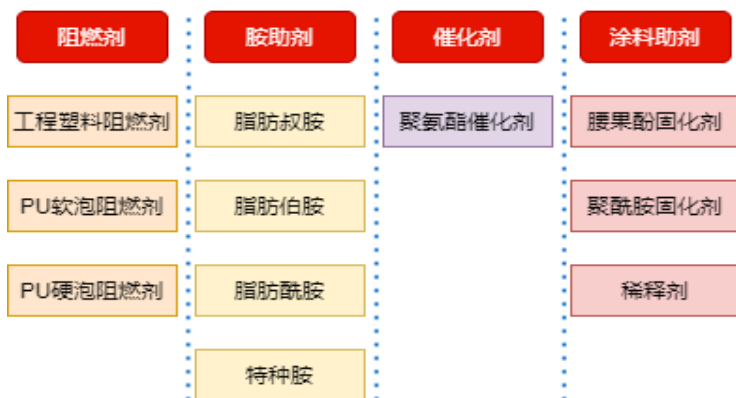 阻燃剂
胺助剂
催化剂
涂料助剂
工程塑料阻燃剂
脂肪叔胺
聚氨酯催化剂
腰果酚固化剂
PU软泡阻燃剂
脂肪伯胺
聚酰胺固化剂
PU硬泡阻燃剂
脂肪酰胺
稀释剂
特种胺